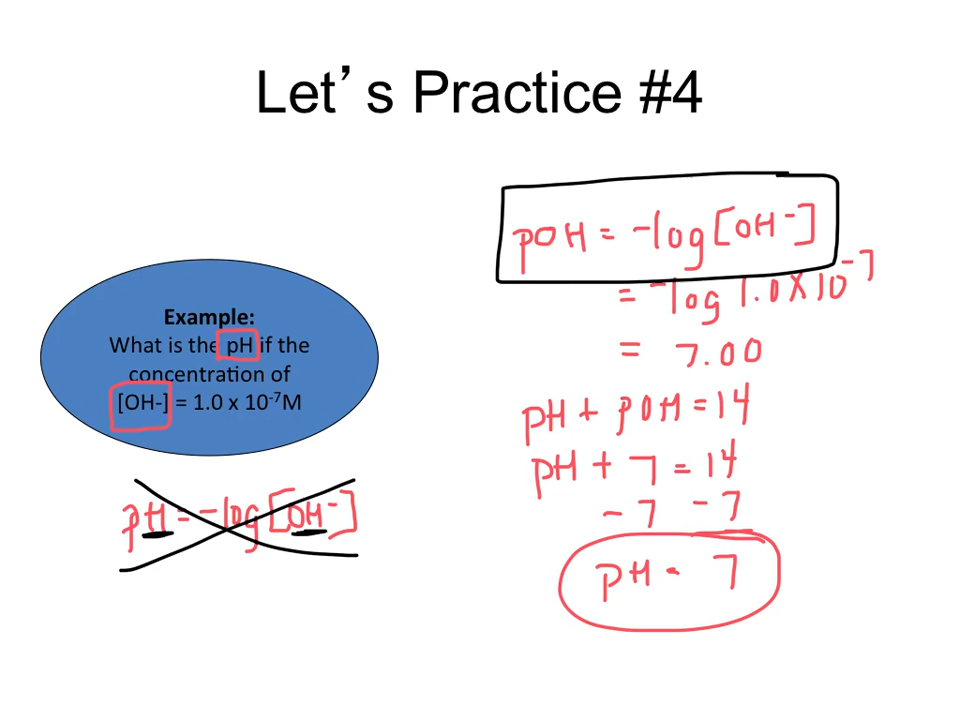 Let's Practice #4
Example:
What is the pH if the
concentration of
[OH-] = 1.0 x 10⁻⁷M
pH = -log[OH⁻]
pOH = -log[OH⁻]
= -log 1.0 X 10⁻⁷
= 7.00
pH + pOH = 14
pH + 7 = 14
- 7 - 7
pH = 7